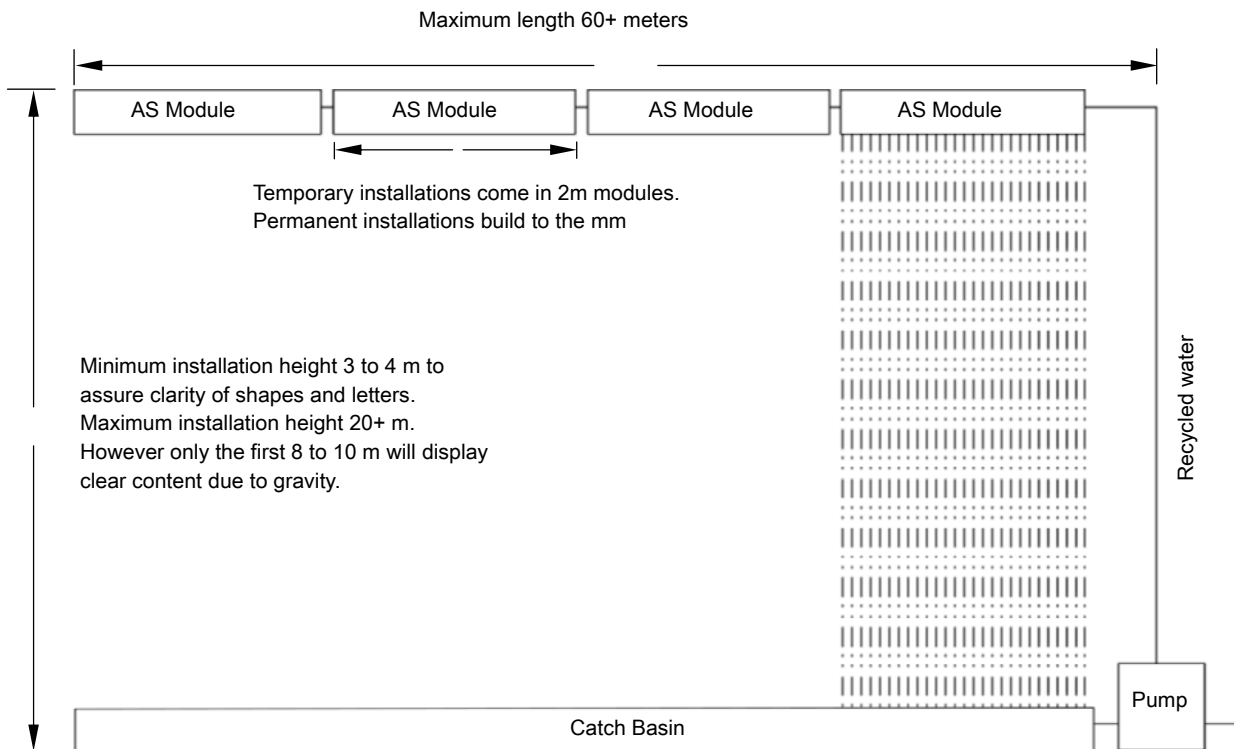 Maximum length 60+ meters
AS Module
AS Module
AS Module
AS Module
Temporary installations come in 2m modules.
Permanent installations build to the mm
Minimum installation height 3 to 4 m to
assure clarity of shapes and letters.
Maximum installation height 20+ m.
However only the first 8 to 10 m will display
clear content due to gravity.
Recycled water
Pump
Catch Basin